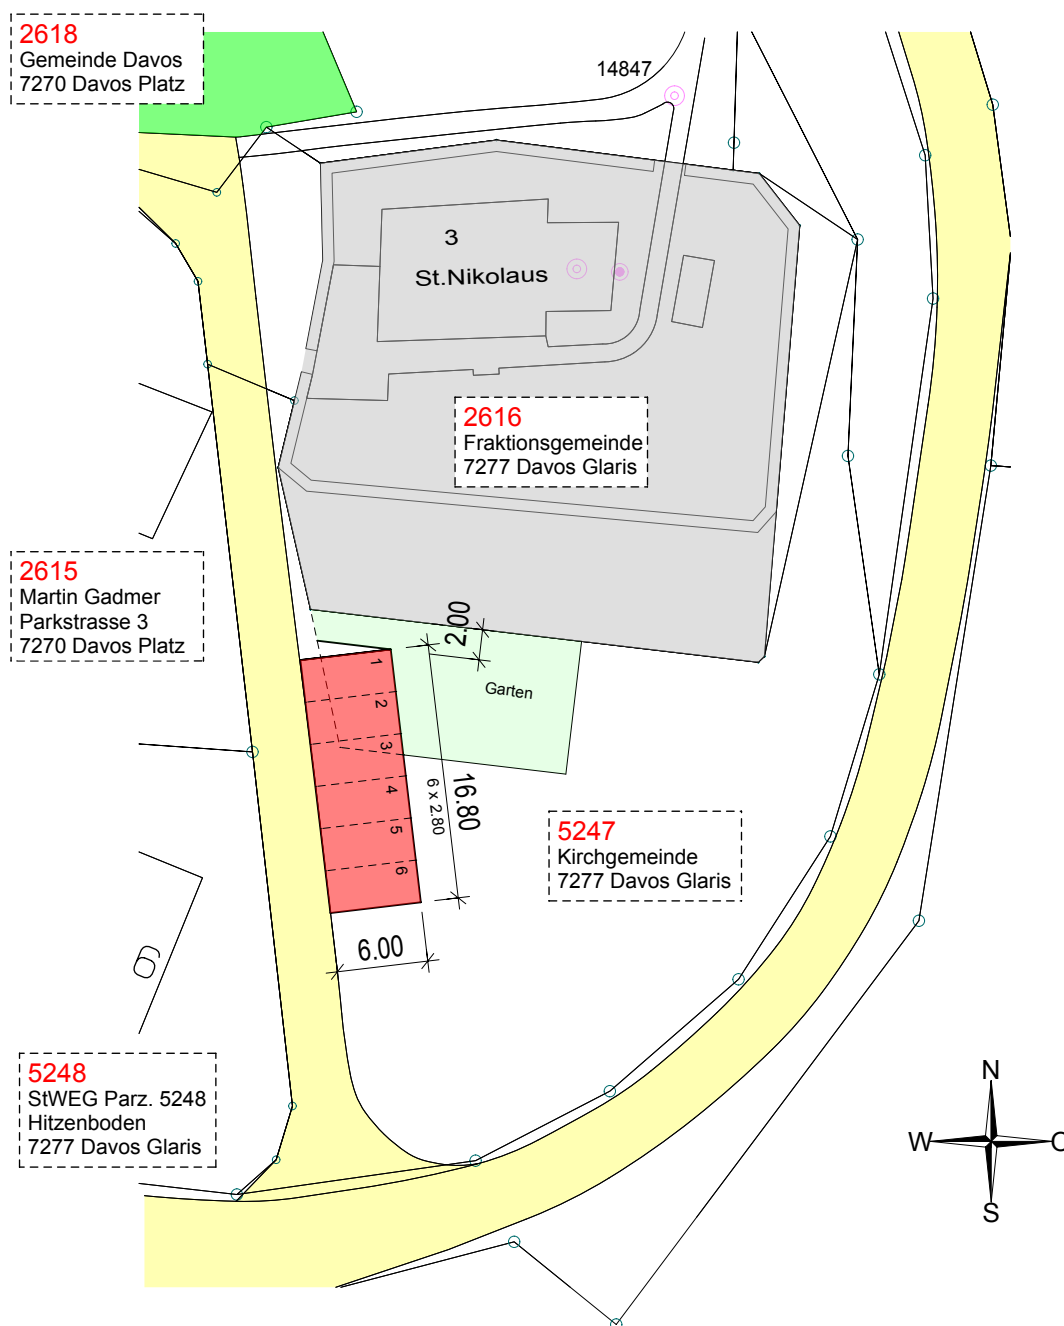 2618
Gemeinde Davos
7270 Davos Platz
14847
3
St.Nikolaus
2616
Fraktionsgemeinde
7277 Davos Glaris
2615
Martin Gadmer
Parkstrasse 3
7270 Davos Platz
2.00
Garten
1
2
3
4
5
6
16.80
6 x 2.80
6.00
5247
Kirchgemeinde
7277 Davos Glaris
9
5248
StWEG Parz. 5248
Hitzenboden
7277 Davos Glaris
N
W
O
S